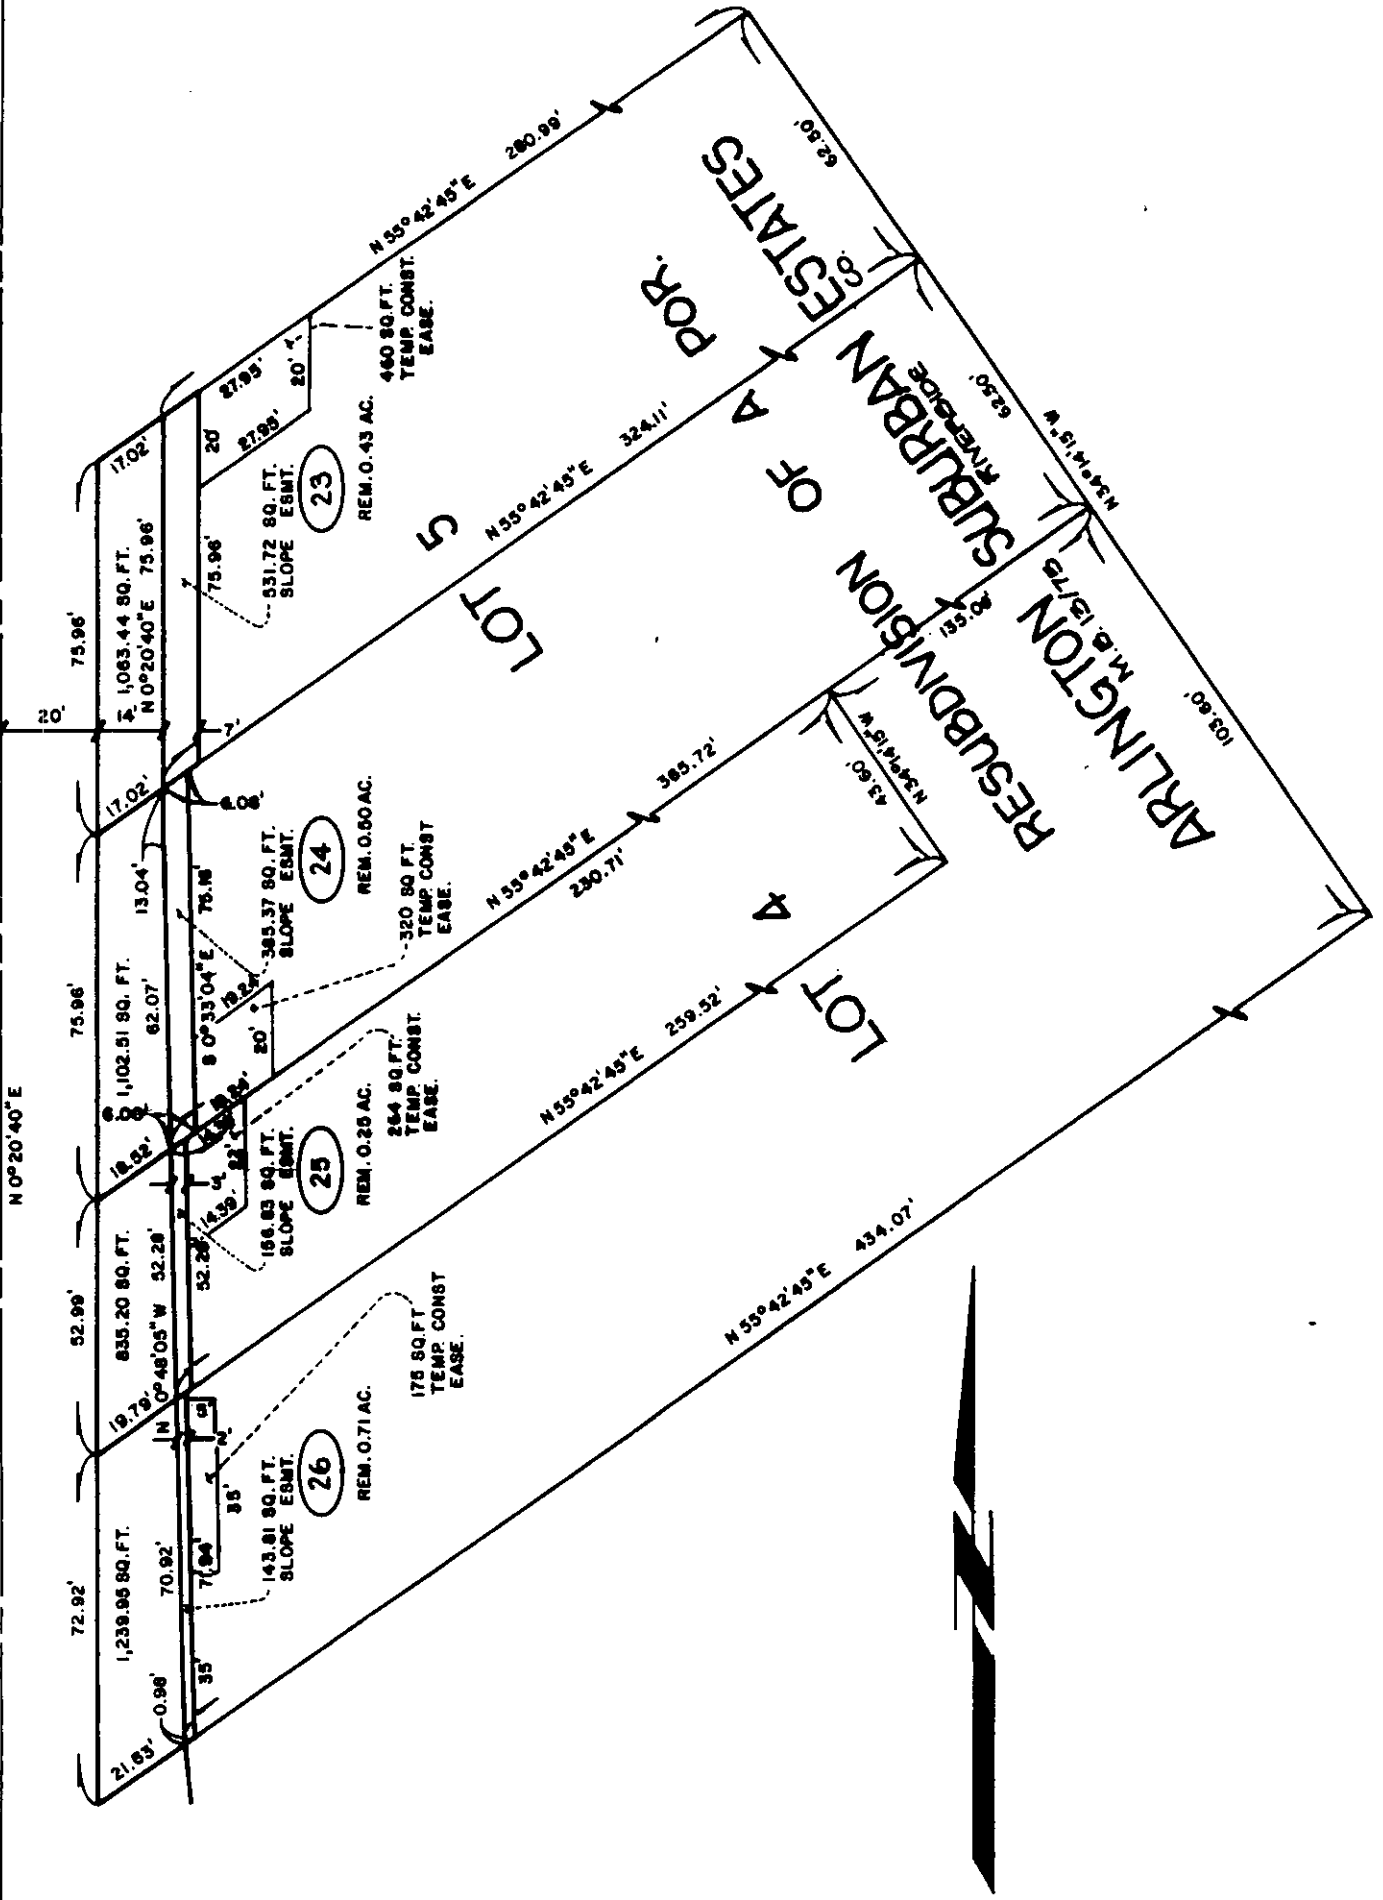 N 0°20'40" E
20'
75.96'
17.02'
1,063.44 SQ. FT.
N 0°20'40"E 75.96'
7'
75.96'
20'
27.95'
27.95'
20'
531.72 SQ. FT.
SLOPE ESMT.
23
REM. 0.43 AC.
460 SQ. FT.
TEMP. CONST.
EASE.
N 55°42'45"E 280.99'
62.50'
75.96'
17.02'
6.08'
13.04'
62.07'
1,102.51 SQ. FT.
75.16'
S 0°33'04"E
385.37 SQ. FT.
SLOPE ESMT.
24
REM. 0.50 AC.
19.24'
20'
320 SQ FT.
TEMP. CONST
EASE.
N 55°42'45"E 324.11'
62.50'
N34°14'15"W
52.99'
18.52'
6.08'
835.20 SQ. FT.
N 0°48'05"W 52.28'
3'
14.39'
22'
156.83 SQ. FT.
SLOPE ESMT.
25
REM. 0.25 AC.
264 SQ. FT.
TEMP. CONST.
EASE.
N 55°42'45"E 365.72'
230.71'
135.01'
43.60'
N34°14'15"W
72.92'
19.79'
1,239.95 SQ. FT.
70.92'
0.98'
21.63'
2'
35'
35'
143.81 SQ. FT.
SLOPE ESMT.
26
REM. 0.71 AC.
175 SQ. FT
TEMP. CONST
EASE.
N 55°42'45"E 259.52'
N 55°42'45"E 434.07'
103.60'
LOT 5
LOT 4
RESUBDIVISION OF A POR.
ARLINGTON SUBURBAN ESTATES
M.B. 13/75 RIVERSIDE CO.